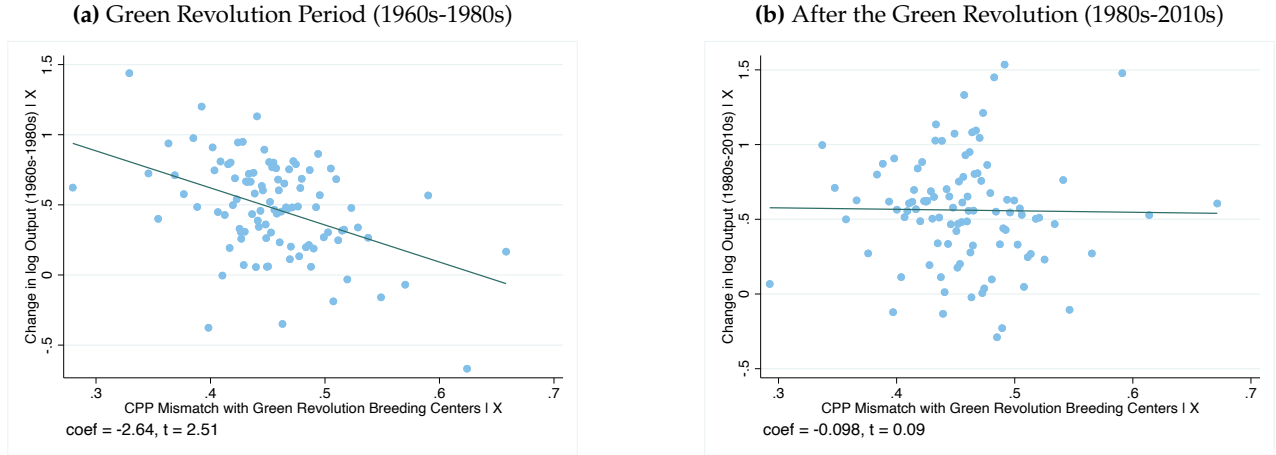 (a) Green Revolution Period (1960s-1980s)
Change in log Output (1960s-1980s) | X
1.5
1
.5
0
-.5
.3 .4 .5 .6 .7
CPP Mismatch with Green Revolution Breeding Centers | X
coef = -2.64, t = 2.51
(b) After the Green Revolution (1980s-2010s)
Change in log Output (1980s-2010s) | X
1.5
1
.5
0
-.5
.3 .4 .5 .6 .7
CPP Mismatch with Green Revolution Breeding Centers | X
coef = -0.098, t = 0.09